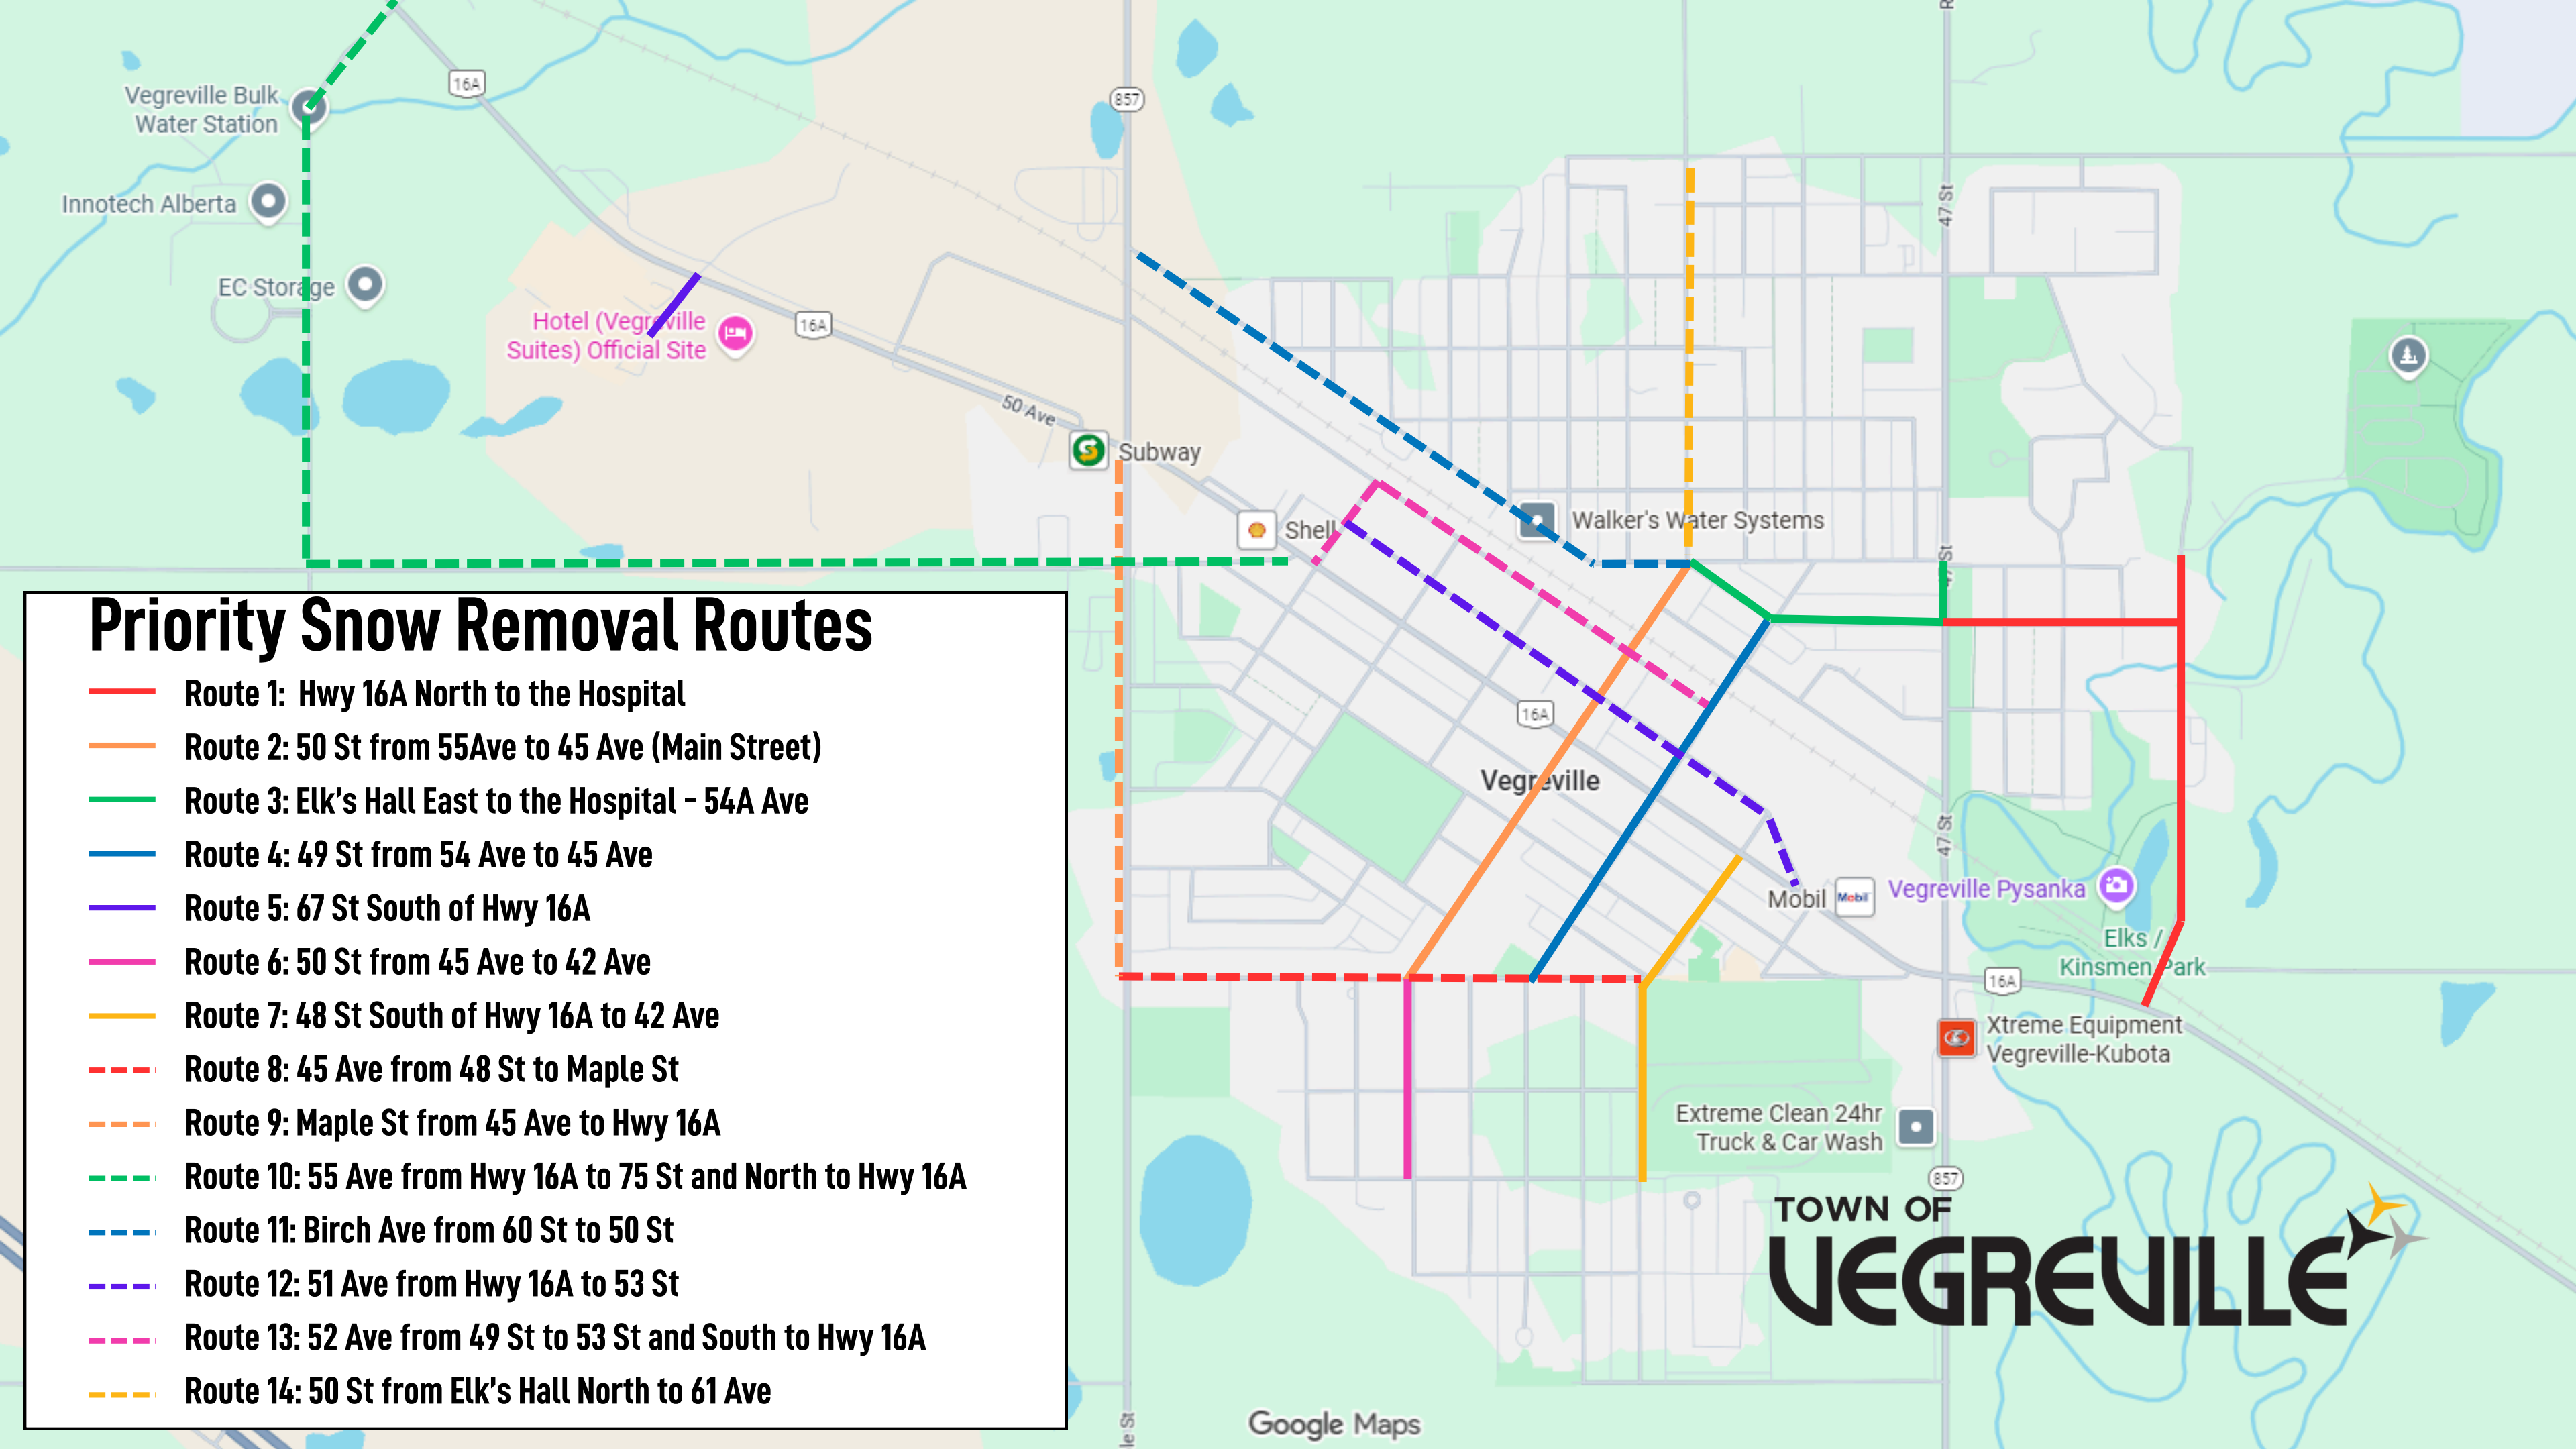 16A
Vegreville Bulk
Water Station
857
Innotech Alberta
47 St
EC Storage
Hotel (Vegreville
Suites) Official Site
16A
50 Ave
Subway
Shell
Walker's Water Systems
47 St
Priority Snow Removal Routes
Route 1: Hwy 16A North to the Hospital
Route 2: 50 St from 55Ave to 45 Ave (Main Street)
Route 3: Elk's Hall East to the Hospital - 54A Ave
Route 4: 49 St from 54 Ave to 45 Ave
Route 5: 67 St South of Hwy 16A
Route 6: 50 St from 45 Ave to 42 Ave
Route 7: 48 St South of Hwy 16A to 42 Ave
Route 8: 45 Ave from 48 St to Maple St
Route 9: Maple St from 45 Ave to Hwy 16A
Route 10: 55 Ave from Hwy 16A to 75 St and North to Hwy 16A
Route 11: Birch Ave from 60 St to 50 St
Route 12: 51 Ave from Hwy 16A to 53 St
Route 13: 52 Ave from 49 St to 53 St and South to Hwy 16A
Route 14: 50 St from Elk's Hall North to 61 Ave
16A
Vegreville
47 St
Mobil
Mobil
Vegreville Pysanka
Elks /
Kinsmen Park
16A
Xtreme Equipment
Vegreville-Kubota
Extreme Clean 24hr
Truck & Car Wash
857
TOWN OF
VEGREVILLE
le St
Google Maps